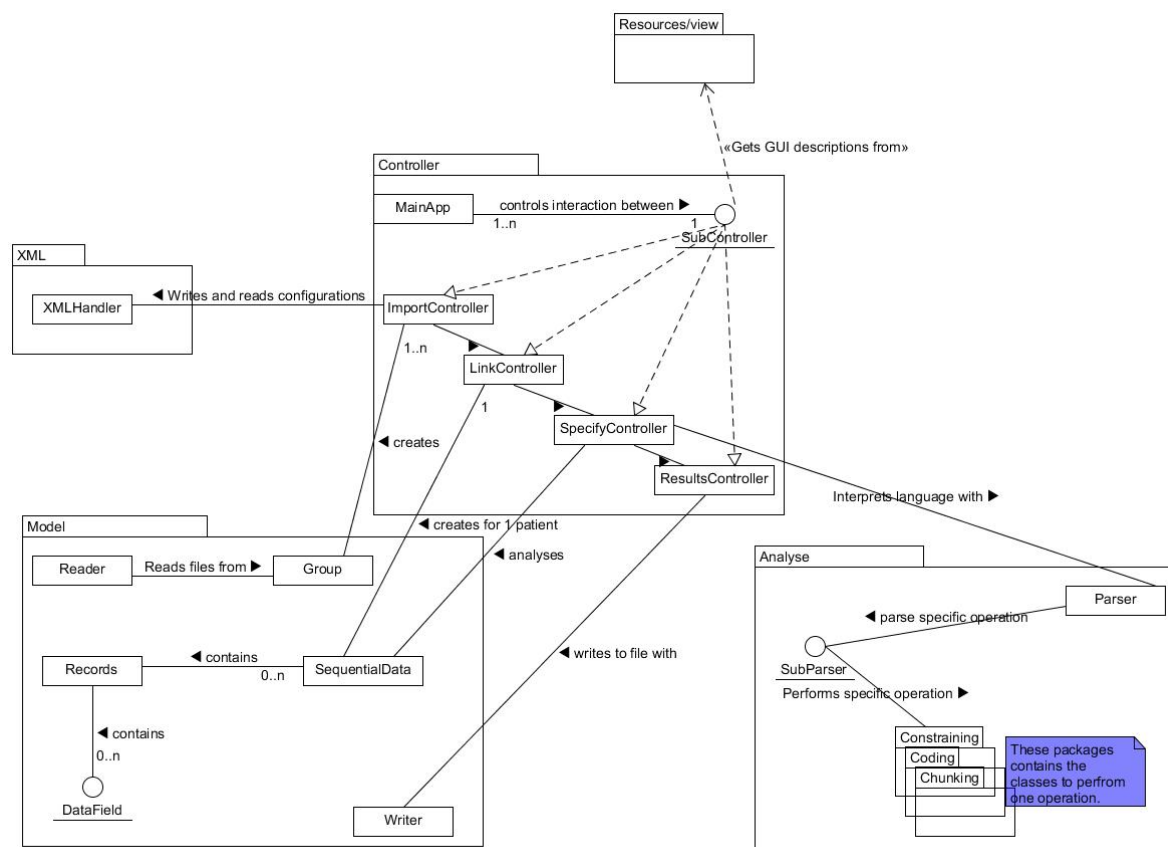 Resources/view
«Gets GUI descriptions from»
Controller
MainApp
controls interaction between ►
1..n
1
SubController
XML
XMLHandler
◄ Writes and reads configurations
ImportController
1..n
LinkController
1
SpecifyController
◄ creates
ResultsController
Interprets language with ►
Model
◄ creates for 1 patient
◄ analyses
Reader
Reads files from ►
Group
Analyse
Parser
◄ parse specific operation
SubParser
Performs specific operation ►
◄ writes to file with
Records
◄ contains
0..n
SequentialData
◄ contains
0..n
DataField
Writer
Constraining
Coding
Chunking
These packages
contains the
classes to perfrom
one operation.